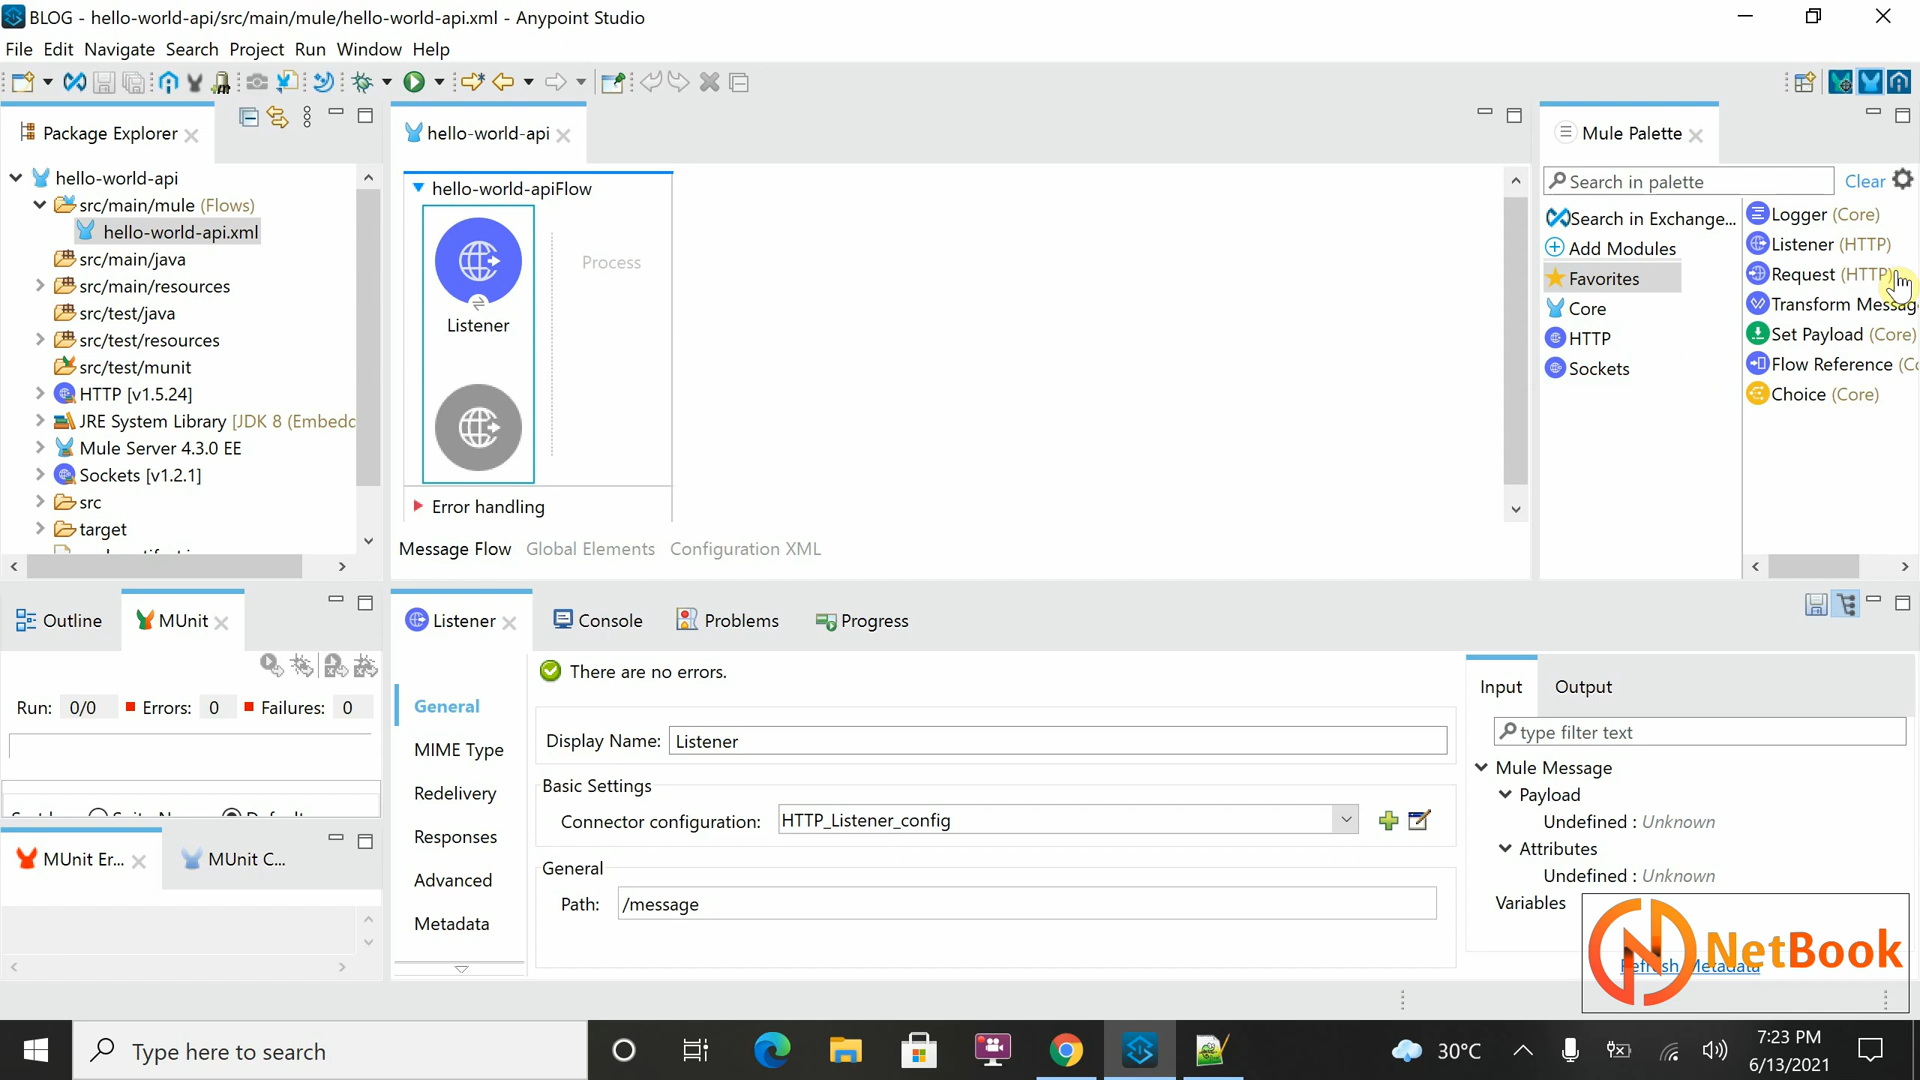 BLOG - hello-world-api/src/main/mule/hello-world-api.xml - Anypoint Studio
File Edit Navigate Search Project Run Window Help
Package Explorer
hello-world-api
src/main/mule (Flows)
hello-world-api.xml
src/main/java
src/main/resources
src/test/java
src/test/resources
src/test/munit
HTTP [v1.5.24]
JRE System Library [JDK 8 (Embedc
Mule Server 4.3.0 EE
Sockets [v1.2.1]
src
target
hello-world-api
hello-world-apiFlow
Listener
Process
Error handling
Message Flow Global Elements Configuration XML
Mule Palette
Search in palette Clear
Search in Exchange...
Add Modules
Favorites
Core
HTTP
Sockets
Logger (Core)
Listener (HTTP)
Request (HTTP)
Transform Message
Set Payload (Core)
Flow Reference (Co
Choice (Core)
Outline MUnit
Run: 0/0 Errors: 0 Failures: 0
MUnit Er... MUnit C...
Listener Console Problems Progress
General
MIME Type
Redelivery
Responses
Advanced
Metadata
There are no errors.
Display Name: Listener
Basic Settings
Connector configuration: HTTP_Listener_config
General
Path: /message
Input Output
type filter text
Mule Message
Payload
Undefined : Unknown
Attributes
Undefined : Unknown
Variables
NetBook
Refresh Metadata
Type here to search
30°C
7:23 PM
6/13/2021